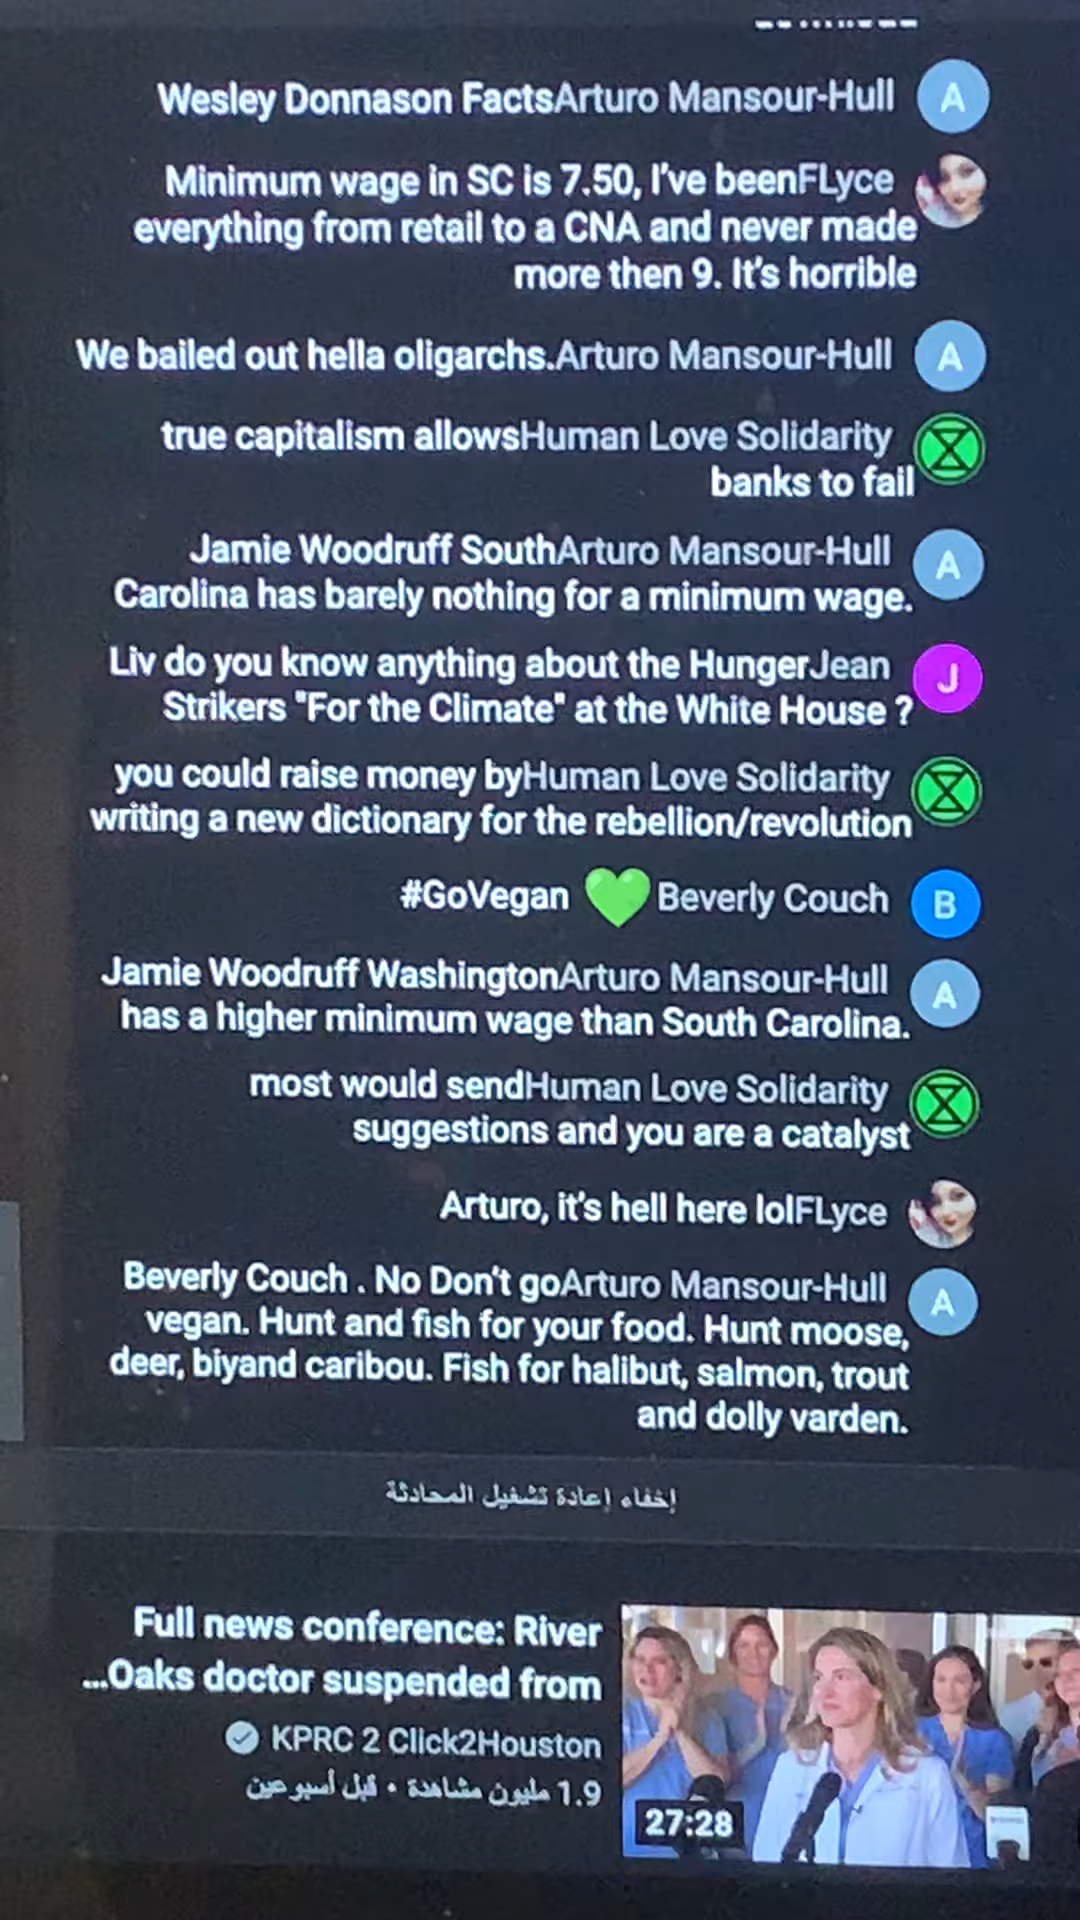 Wesley Donnason FactsArturo Mansour-Hull
A
Minimum wage in SC is 7.50, I've beenFLyce
everything from retail to a CNA and never made
more then 9. It's horrible
We bailed out hella oligarchs.Arturo Mansour-Hull
A
true capitalism allowsHuman Love Solidarity
banks to fail
Jamie Woodruff SouthArturo Mansour-Hull
A
Carolina has barely nothing for a minimum wage.
Liv do you know anything about the HungerJean
J
Strikers "For the Climate" at the White House ?
you could raise money byHuman Love Solidarity
writing a new dictionary for the rebellion/revolution
#GoVegan 💚Beverly Couch
B
Jamie Woodruff WashingtonArturo Mansour-Hull
A
has a higher minimum wage than South Carolina.
most would sendHuman Love Solidarity
suggestions and you are a catalyst
Arturo, it's hell here lolFLyce
Beverly Couch . No Don't goArturo Mansour-Hull
A
vegan. Hunt and fish for your food. Hunt moose,
deer, biyand caribou. Fish for halibut, salmon, trout
and dolly varden.
إخفاء إعادة تشغيل المحادثة
Full news conference: River
...Oaks doctor suspended from
KPRC 2 Click2Houston
1.9 مليون مشاهدة • قبل أسبوعين
27:28